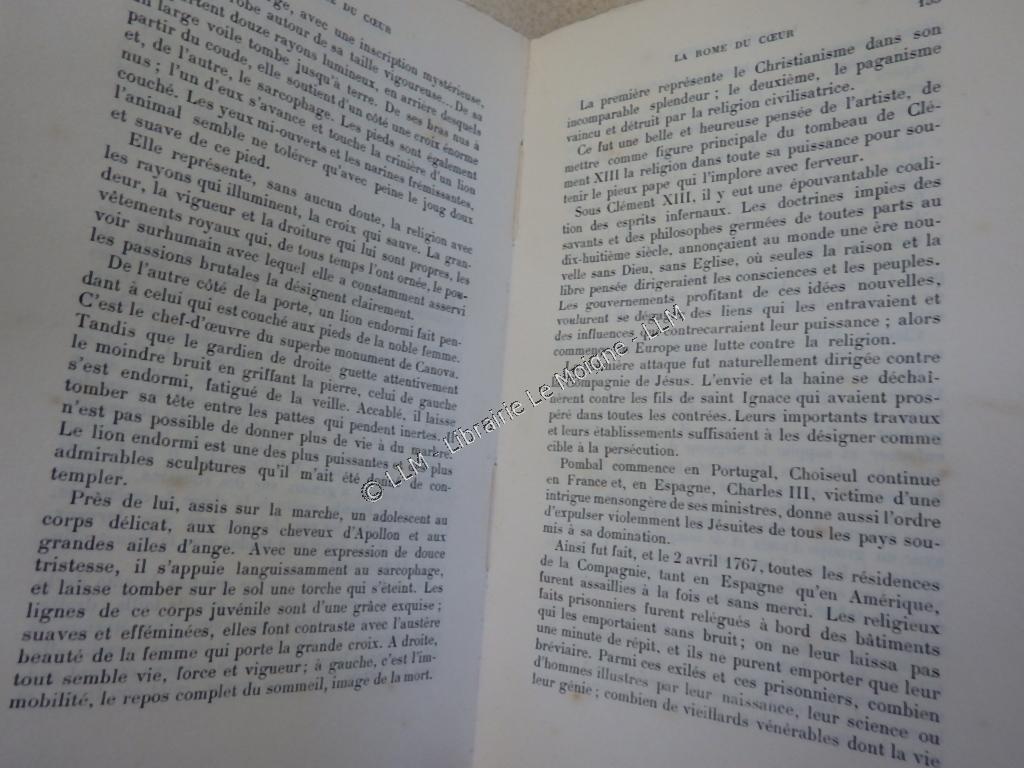 DU CŒUR
avec une inscription mystérieuse,
robe autour de sa taille vigoureuse... De sa
partent douze rayons lumineux, en arrière desquels
un large voile tombe jusqu'à terre. De ses bras nus à
partir du coude, elle soutient d'un côté une croix énorme
et, de l'autre, le sarcophage. Les pieds sont également
nus ; l'un d'eux s'avance et touche la crinière d'un lion
couché. Les yeux mi-ouverts et les narines frémissantes,
l'animal semble ne tolérer qu'avec peine le joug doux
et suave de ce pied.
Elle représente, sans aucun doute, la religion avec
les rayons qui illuminent, la croix qui sauve. La gran-
deur, la vigueur et la droiture qui lui sont propres, les
vêtements royaux qui, de tous temps l'ont ornée, le pou-
voir surhumain avec lequel elle a constamment asservi
les passions brutales la désignent clairement.
De l'autre côté de la porte, un lion endormi fait pen-
dant à celui qui est couché aux pieds de la noble femme.
C'est le chef-d'œuvre du superbe monument de Canova.
Tandis que le gardien de droite guette attentivement
le moindre bruit en griffant la pierre, celui de gauche
s'est endormi, fatigué de la veille. Accablé, il laisse
tomber sa tête entre les pattes qui pendent inertes. Il
n'est pas possible de donner plus de vie à du marbre.
Le lion endormi est une des plus puissantes et plus
admirables sculptures qu'il m'ait été donné de con-
templer.
Près de lui, assis sur la marche, un adolescent au
corps délicat, aux longs cheveux d'Apollon et aux
grandes ailes d'ange. Avec une expression de douce
tristesse, il s'appuie languissamment au sarcophage,
et laisse tomber sur le sol une torche qui s'éteint. Les
lignes de ce corps juvénile sont d'une grâce exquise ;
suaves et efféminées, elles font contraste avec l'austère
beauté de la femme qui porte la grande croix. A droite,
tout semble vie, force et vigueur ; à gauche, c'est l'im-
mobilité, le repos complet du sommeil, image de la mort.
LA ROME DU CŒUR
La première représente le Christianisme dans son
incomparable splendeur ; le deuxième, le paganisme
vaincu et détruit par la religion civilisatrice.
Ce fut une belle et heureuse pensée de l'artiste, de
mettre comme figure principale du tombeau de Clé-
ment XIII la religion dans toute sa puissance pour sou-
tenir le pieux pape qui l'implore avec ferveur.
Sous Clément XIII, il y eut une épouvantable coali-
tion des esprits infernaux. Les doctrines impies des
savants et des philosophes germées de toutes parts au
dix-huitième siècle, annonçaient au monde une ère nou-
velle sans Dieu, sans Eglise, où seules la raison et la
libre pensée dirigeraient les consciences et les peuples.
Les gouvernements profitant de ces idées nouvelles,
voulurent se des liens qui les entravaient et
des influences qui contrecarraient leur puissance ; alors
commença en Europe une lutte contre la religion.
La première attaque fut naturellement dirigée contre
la Compagnie de Jésus. L'envie et la haine se déchaî-
nèrent contre les fils de saint Ignace qui avaient pros-
péré dans toutes les contrées. Leurs importants travaux
et leurs établissements suffisaient à les désigner comme
cible à la persécution.
Pombal commence en Portugal, Choiseul continue
en France et, en Espagne, Charles III, victime d'une
intrigue mensongère de ses ministres, donne aussi l'ordre
d'expulser violemment les Jésuites de tous les pays sou-
mis à sa domination.
Ainsi fut fait, et le 2 avril 1767, toutes les résidences
de la Compagnie, tant en Espagne qu'en Amérique,
furent assaillies à la fois et sans merci. Les religieux
faits prisonniers furent relégués à bord des bâtiments
qui les emportaient sans bruit ; on ne leur laissa pas
une minute de répit, et ils ne purent emporter que leur
bréviaire. Parmi ces exilés et ces prisonniers, combien
d'hommes illustres par leur naissance, leur science ou
leur génie ; combien de vieillards vénérables dont la vie
© LLM - Librairie Le Moigne - LLM